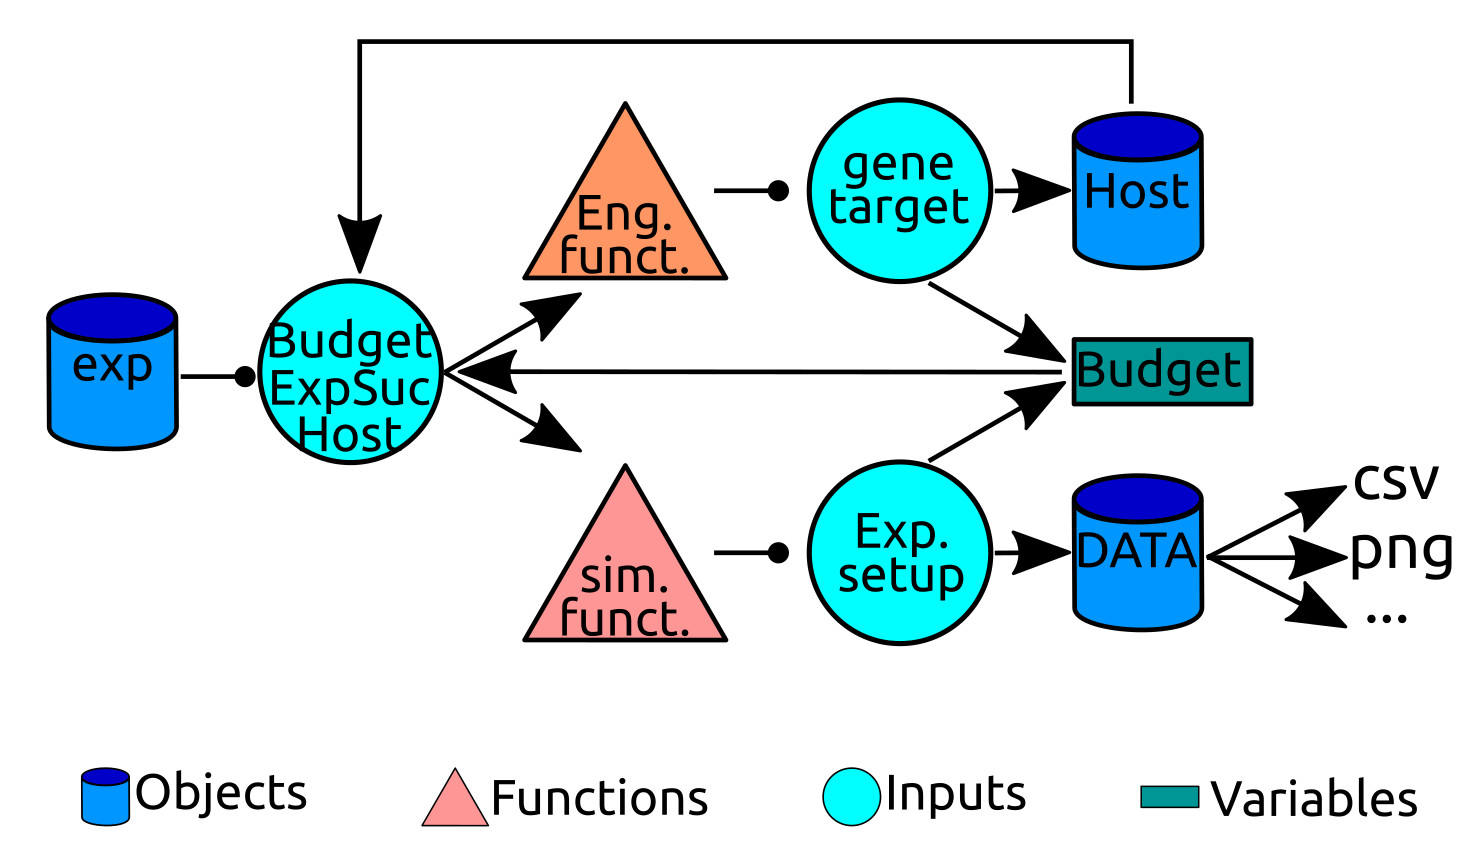 exp
Budget
ExpSuc
Host
Eng.
funct.
gene
target
Host
Budget
sim.
funct.
Exp.
setup
DATA
csv
png
...
Objects
Functions
Inputs
Variables